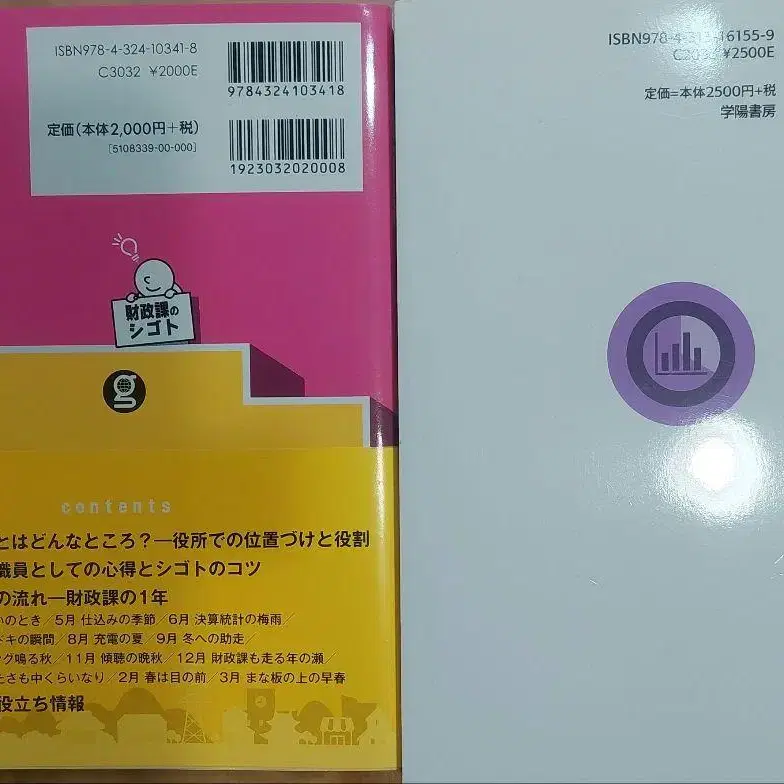 ISBN978-4-324-10341-8
C3032 ¥2000E
9784324103418
定価(本体2,000円+税)
[5108339-00-000]
1923032020008
財政課の
シゴト
g
contents
とはどんなところ?―役所での位置づけと役割
職員としての心得とシゴトのコツ
の流れ―財政課の1年
いのとき/5月 仕込みの季節/6月 決算統計の梅雨/
ドキの瞬間/8月 充電の夏/9月 冬への助走/
グ鳴る秋/11月 傾聴の晩秋/12月 財政課も走る年の瀬/
たさも中くらいなり/2月 春は目の前/3月 まな板の上の早春
役立ち情報
ISBN978-4-313-16155-9
¥2500E
定価=本体2500円+税
学陽書房